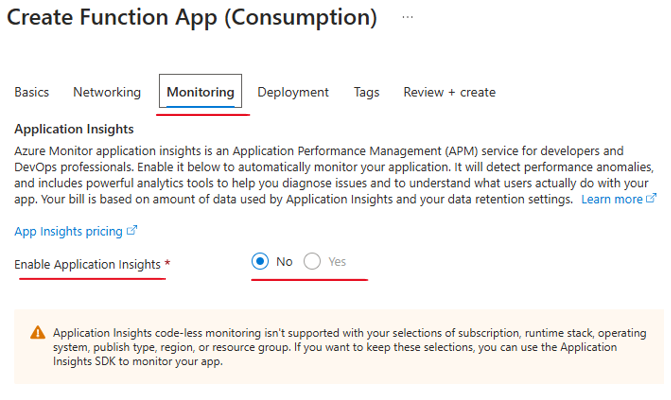 Create Function App (Consumption) ...
Basics Networking Monitoring Deployment Tags Review + create
Application Insights
Azure Monitor application insights is an Application Performance Management (APM) service for developers and
DevOps professionals. Enable it below to automatically monitor your application. It will detect performance anomalies,
and includes powerful analytics tools to help you diagnose issues and to understand what users actually do with your
app. Your bill is based on amount of data used by Application Insights and your data retention settings. Learn more
App Insights pricing
Enable Application Insights * No Yes
Application Insights code-less monitoring isn't supported with your selections of subscription, runtime stack, operating
system, publish type, region, or resource group. If you want to keep these selections, you can use the Application
Insights SDK to monitor your app.